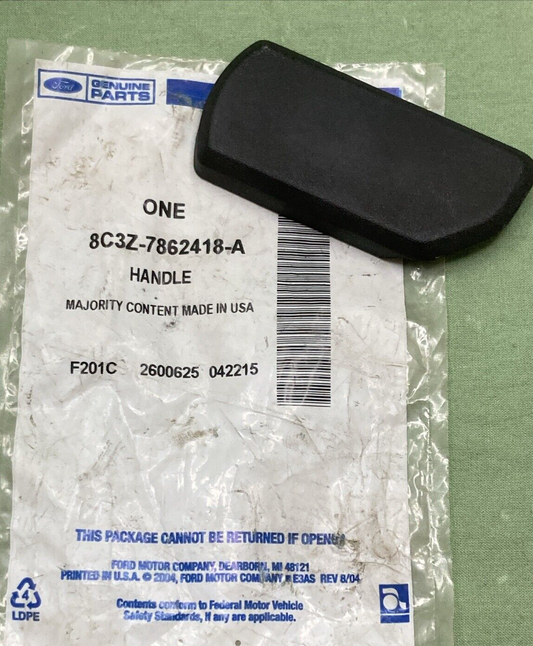 Ford GENUINE
PARTS
ONE
8C3Z-7862418-A
HANDLE
MAJORITY CONTENT MADE IN USA
F201C 2600625 042215
THIS PACKAGE CANNOT BE RETURNED IF OPENED
FORD MOTOR COMPANY, DEARBORN, MI 48121
PRINTED IN U.S.A. © 2004, FORD MOTOR COMPANY E3AS REV 8/04
Contents conform to Federal Motor Vehicle
Safety Standards, if any are applicable.
4
LDPE
a